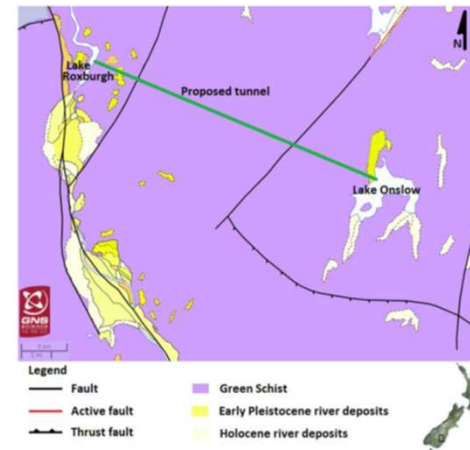 N
Lake
Roxburgh
Proposed tunnel
Lake Onslow
GNS
Legend
Fault
Green Schist
Active fault
Early Pleistocene river deposits
Thrust fault
Holocene river deposits